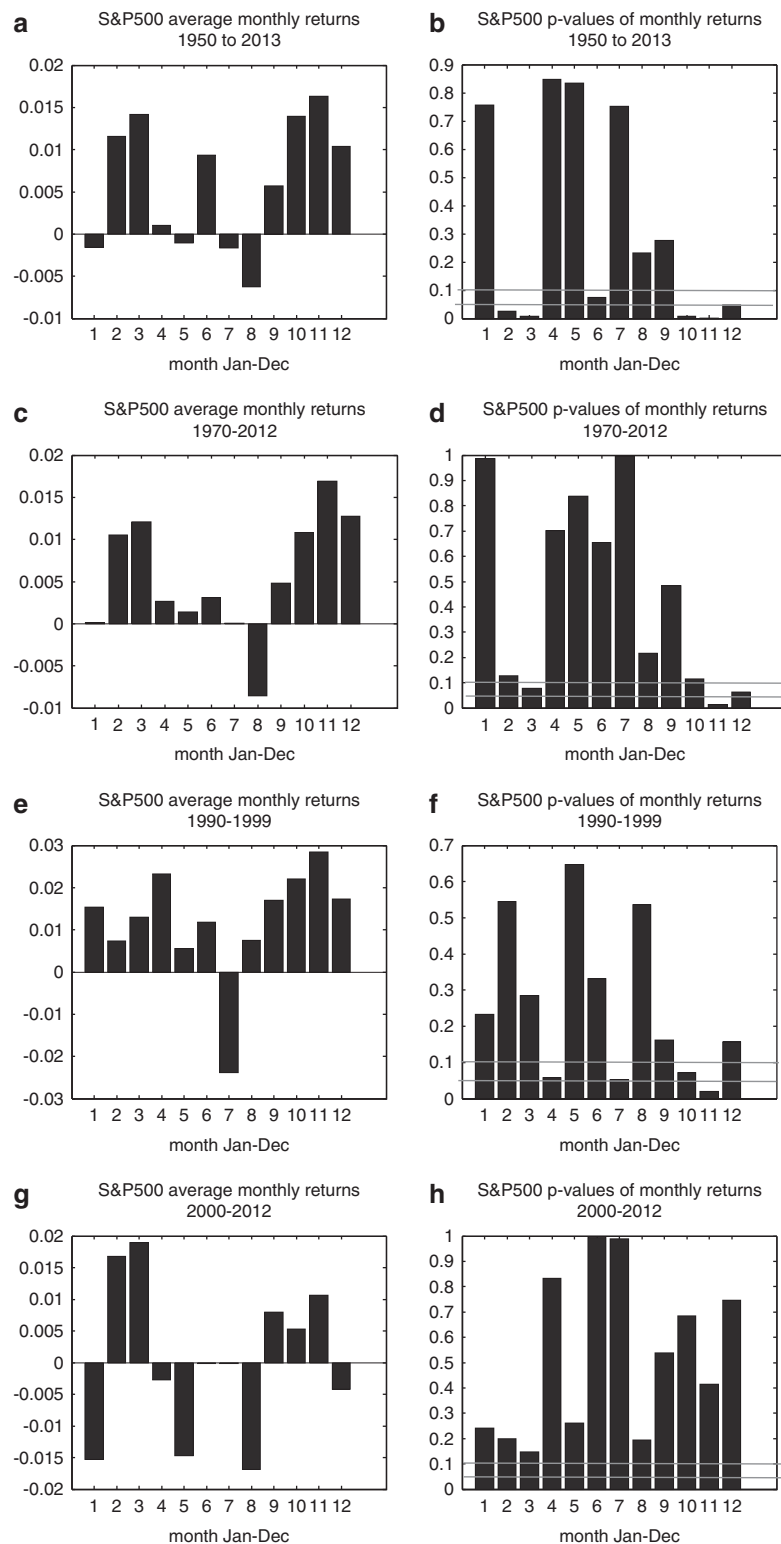 a
S&P500 average monthly returns
1950 to 2013
0.02
0.015
0.01
0.005
0
-0.005
-0.01
1 2 3 4 5 6 7 8 9 10 11 12
month Jan-Dec
b
S&P500 p-values of monthly returns
1950 to 2013
0.9
0.8
0.7
0.6
0.5
0.4
0.3
0.2
0.1
0
1 2 3 4 5 6 7 8 9 10 11 12
month Jan-Dec
c
S&P500 average monthly returns
1970-2012
0.02
0.015
0.01
0.005
0
-0.005
-0.01
1 2 3 4 5 6 7 8 9 10 11 12
month Jan-Dec
d
S&P500 p-values of monthly returns
1970-2012
1
0.9
0.8
0.7
0.6
0.5
0.4
0.3
0.2
0.1
0
1 2 3 4 5 6 7 8 9 10 11 12
month Jan-Dec
e
S&P500 average monthly returns
1990-1999
0.03
0.02
0.01
0
-0.01
-0.02
-0.03
1 2 3 4 5 6 7 8 9 10 11 12
month Jan-Dec
f
S&P500 p-values of monthly returns
1990-1999
0.7
0.6
0.5
0.4
0.3
0.2
0.1
0
1 2 3 4 5 6 7 8 9 10 11 12
month Jan-Dec
g
S&P500 average monthly returns
2000-2012
0.02
0.015
0.01
0.005
0
-0.005
-0.01
-0.015
-0.02
1 2 3 4 5 6 7 8 9 10 11 12
month Jan-Dec
h
S&P500 p-values of monthly returns
2000-2012
1
0.9
0.8
0.7
0.6
0.5
0.4
0.3
0.2
0.1
0
1 2 3 4 5 6 7 8 9 10 11 12
month Jan-Dec